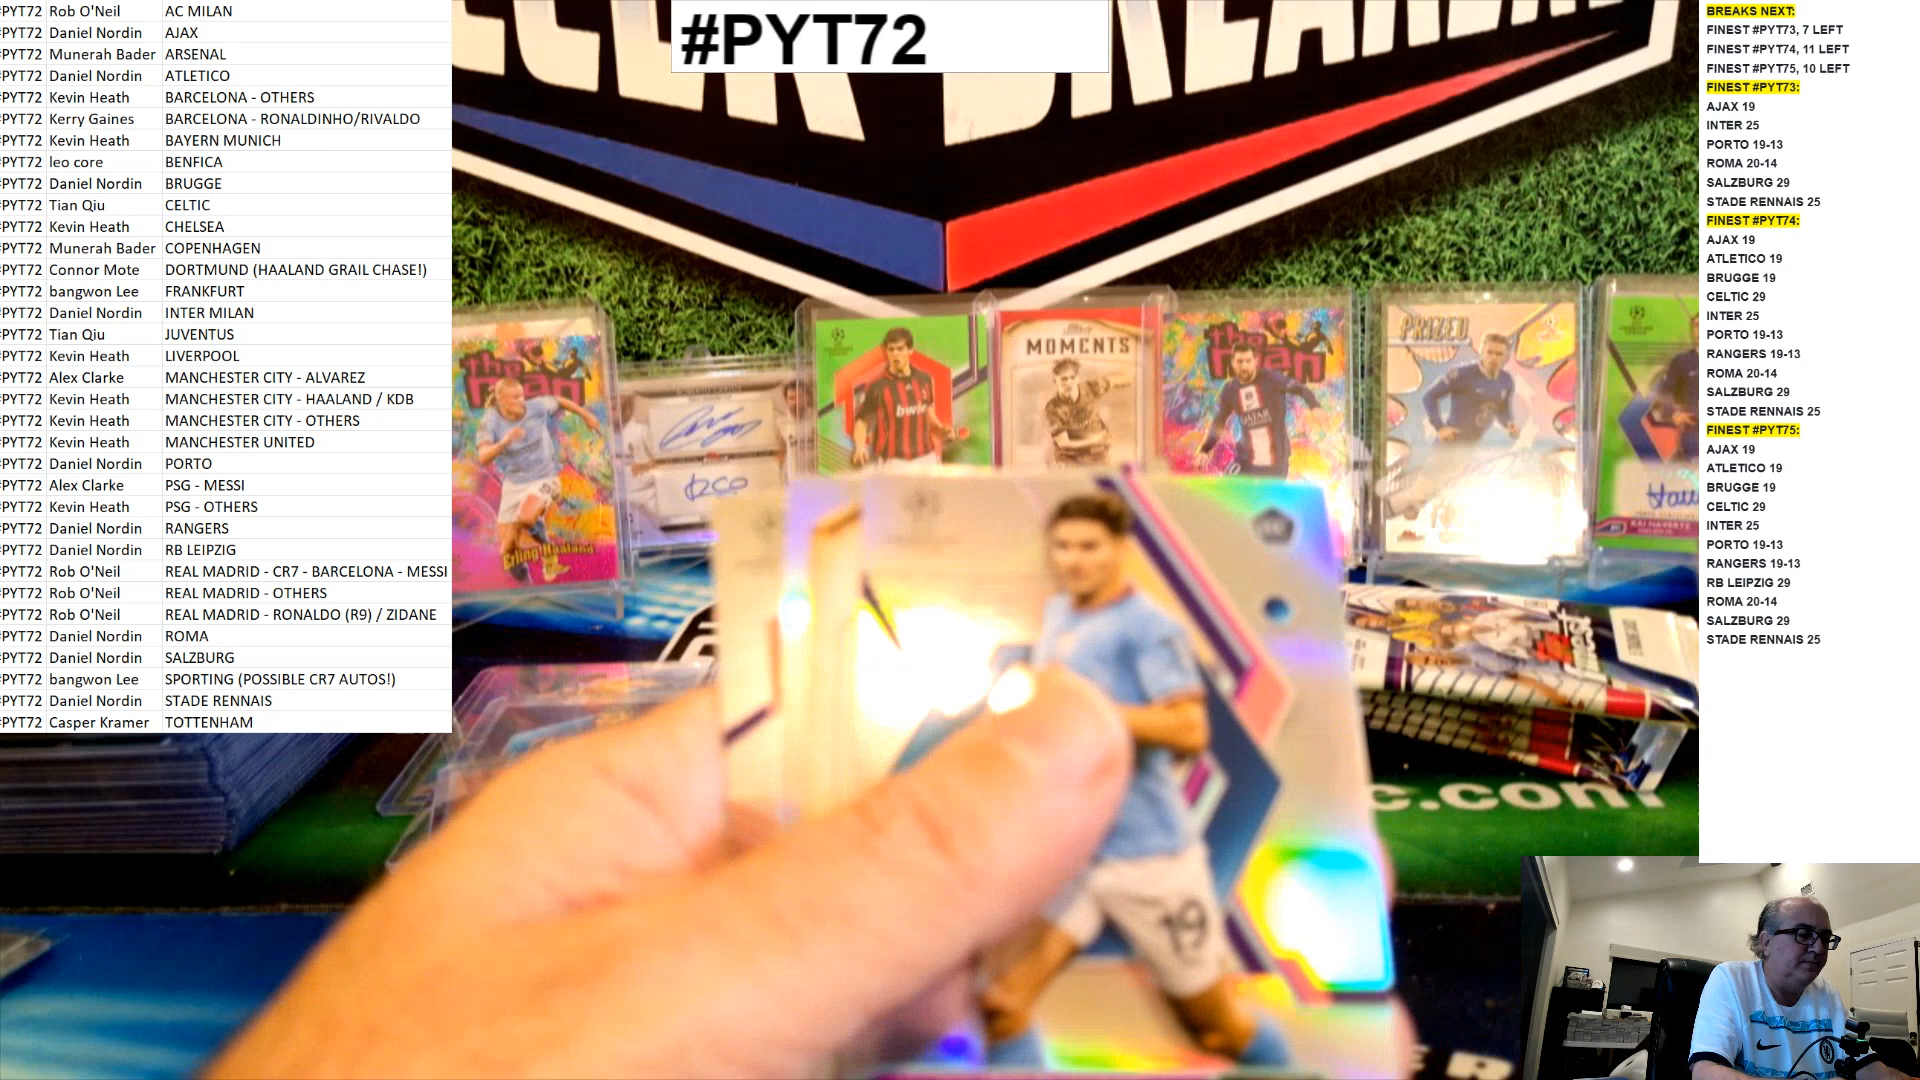 #PYT72 Rob O'Neil AC MILAN
#PYT72 Daniel Nordin AJAX
#PYT72 Munerah Bader ARSENAL
#PYT72 Daniel Nordin ATLETICO
#PYT72 Kevin Heath BARCELONA - OTHERS
#PYT72 Kerry Gaines BARCELONA - RONALDINHO/RIVALDO
#PYT72 Kevin Heath BAYERN MUNICH
#PYT72 leo core BENFICA
#PYT72 Daniel Nordin BRUGGE
#PYT72 Tian Qiu CELTIC
#PYT72 Kevin Heath CHELSEA
#PYT72 Munerah Bader COPENHAGEN
#PYT72 Connor Mote DORTMUND (HAALAND GRAIL CHASE!)
#PYT72 bangwon Lee FRANKFURT
#PYT72 Daniel Nordin INTER MILAN
#PYT72 Tian Qiu JUVENTUS
#PYT72 Kevin Heath LIVERPOOL
#PYT72 Alex Clarke MANCHESTER CITY - ALVAREZ
#PYT72 Kevin Heath MANCHESTER CITY - HAALAND / KDB
#PYT72 Kevin Heath MANCHESTER CITY - OTHERS
#PYT72 Kevin Heath MANCHESTER UNITED
#PYT72 Daniel Nordin PORTO
#PYT72 Alex Clarke PSG - MESSI
#PYT72 Kevin Heath PSG - OTHERS
#PYT72 Daniel Nordin RANGERS
#PYT72 Daniel Nordin RB LEIPZIG
#PYT72 Rob O'Neil REAL MADRID - CR7 - BARCELONA - MESSI
#PYT72 Rob O'Neil REAL MADRID - OTHERS
#PYT72 Rob O'Neil REAL MADRID - RONALDO (R9) / ZIDANE
#PYT72 Daniel Nordin ROMA
#PYT72 Daniel Nordin SALZBURG
#PYT72 bangwon Lee SPORTING (POSSIBLE CR7 AUTOS!)
#PYT72 Daniel Nordin STADE RENNAIS
#PYT72 Casper Kramer TOTTENHAM
#PYT72
The Man
Erling Haaland
bwin
MOMENTS
The Man
PRIZED
KAI HAVERTZ
19
c.com
BREAKS NEXT:
FINEST #PYT73, 7 LEFT
FINEST #PYT74, 11 LEFT
FINEST #PYT75, 10 LEFT
FINEST #PYT73:
AJAX 19
INTER 25
PORTO 19-13
ROMA 20-14
SALZBURG 29
STADE RENNAIS 25
FINEST #PYT74:
AJAX 19
ATLETICO 19
BRUGGE 19
CELTIC 29
INTER 25
PORTO 19-13
RANGERS 19-13
ROMA 20-14
SALZBURG 29
STADE RENNAIS 25
FINEST #PYT75:
AJAX 19
ATLETICO 19
BRUGGE 19
CELTIC 29
INTER 25
PORTO 19-13
RANGERS 19-13
RB LEIPZIG 29
ROMA 20-14
SALZBURG 29
STADE RENNAIS 25